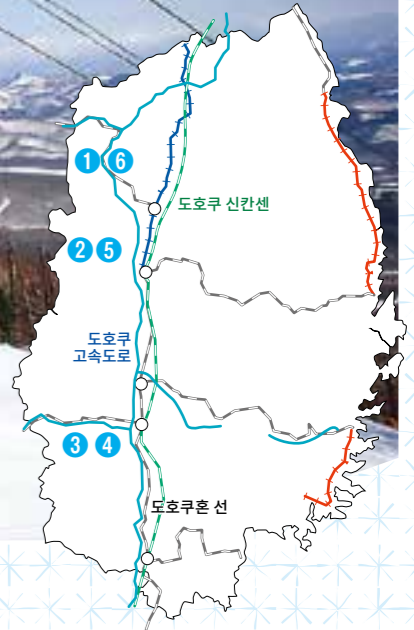 ① ⑥
도호쿠 신칸센
② ⑤
도호쿠
고속도로
③ ④
도호쿠혼 선